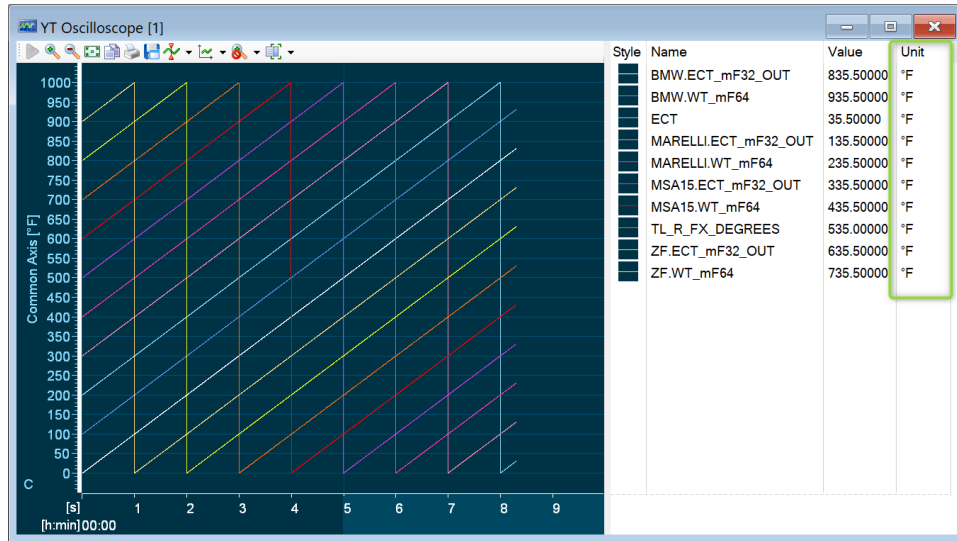 YT Oscilloscope [1]
Style Name Value Unit
BMW.ECT_mF32_OUT 835.50000 °F
BMW.WT_mF64 935.50000 °F
ECT 35.50000 °F
MARELLI.ECT_mF32_OUT 135.50000 °F
MARELLI.WT_mF64 235.50000 °F
MSA15.ECT_mF32_OUT 335.50000 °F
MSA15.WT_mF64 435.50000 °F
TL_R_FX_DEGREES 535.00000 °F
ZF.ECT_mF32_OUT 635.50000 °F
ZF.WT_mF64 735.50000 °F
Common Axis [°F]
1000
950
900
850
800
750
700
650
600
550
500
450
400
350
300
250
200
150
100
50
0
C
[s] 1 2 3 4 5 6 7 8 9
[h:min] 00:00